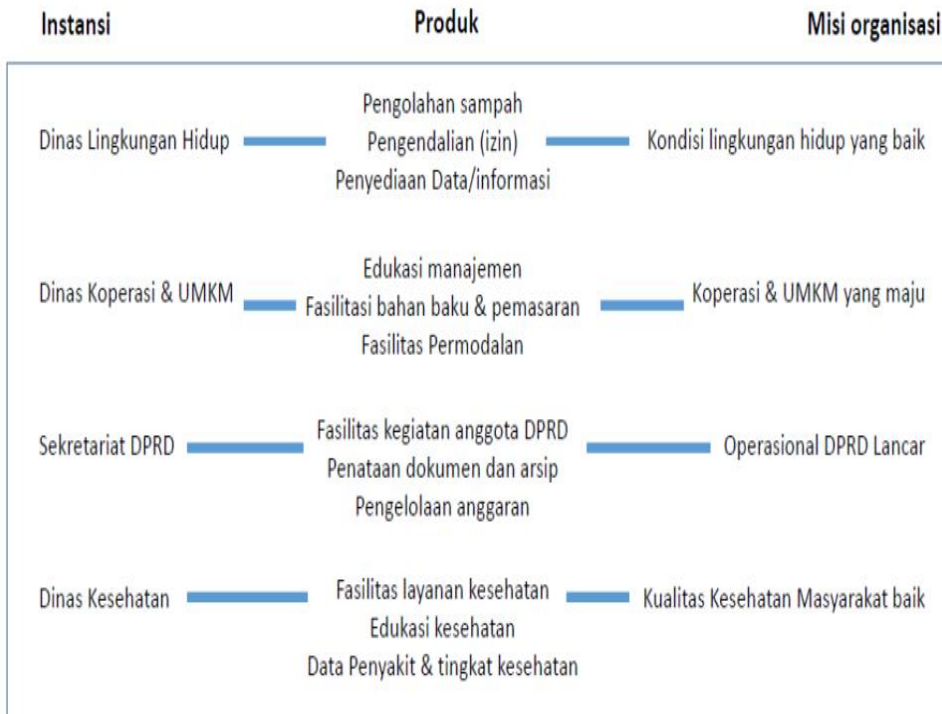 Instansi
Produk
Misi organisasi
Dinas Lingkungan Hidup
Pengolahan sampah
Pengendalian (izin)
Penyediaan Data/informasi
Kondisi lingkungan hidup yang baik
Dinas Koperasi & UMKM
Edukasi manajemen
Fasilitasi bahan baku & pemasaran
Fasilitas Permodalan
Koperasi & UMKM yang maju
Sekretariat DPRD
Fasilitas kegiatan anggota DPRD
Penataan dokumen dan arsip
Pengelolaan anggaran
Operasional DPRD Lancar
Dinas Kesehatan
Fasilitas layanan kesehatan
Edukasi kesehatan
Data Penyakit & tingkat kesehatan
Kualitas Kesehatan Masyarakat baik